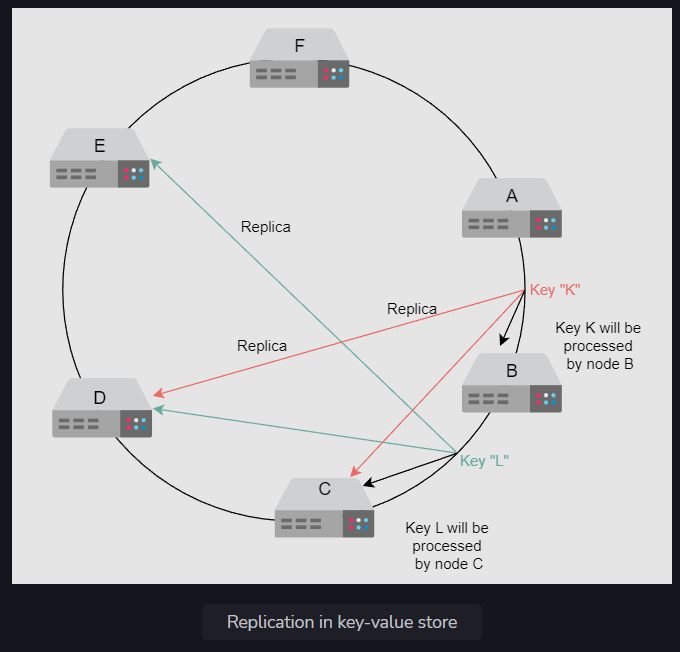 F
E
A
Replica
Key "K"
Replica
Key K will be
processed
by node B
Replica
B
D
Key "L"
C
Key L will be
processed
by node C
Replication in key-value store